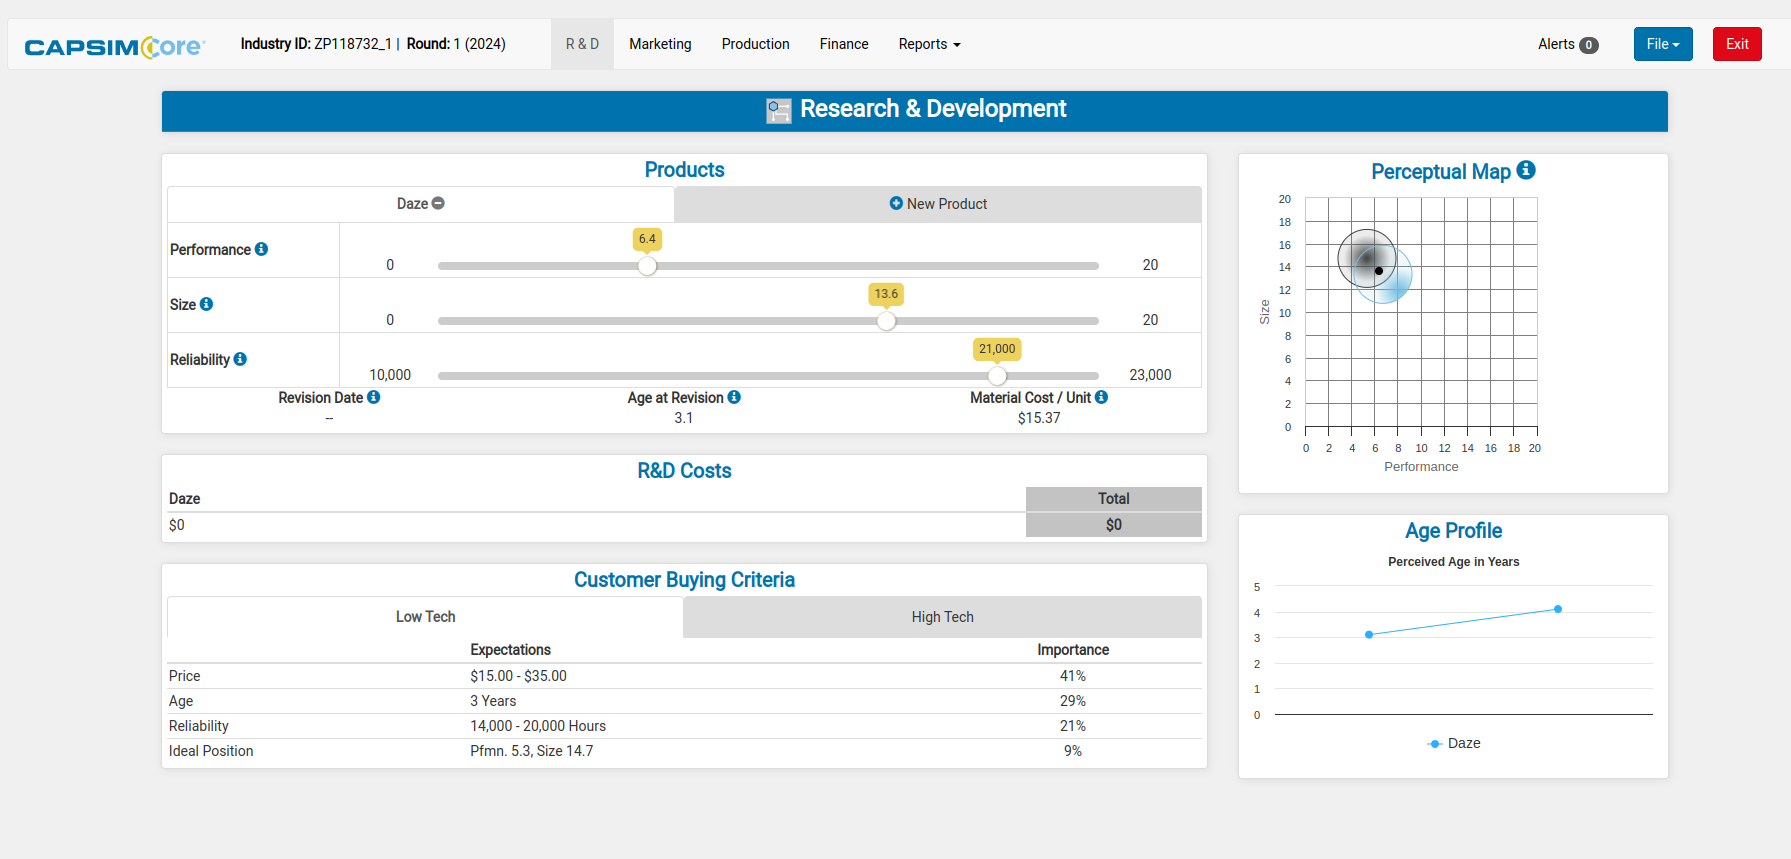 CAPSIM Core
Industry ID: ZP118732_1 | Round: 1 (2024)
R & D
Marketing
Production
Finance
Reports
Alerts 0
File
Exit
Research & Development
Products
Daze
New Product
Performance
6.4
0
20
Size
13.6
0
20
Reliability
21,000
10,000
23,000
Revision Date
Age at Revision
Material Cost / Unit
--
3.1
$15.37
R&D Costs
Daze
Total
$0
$0
Customer Buying Criteria
Low Tech
High Tech
Expectations
Importance
Price
$15.00 - $35.00
41%
Age
3 Years
29%
Reliability
14,000 - 20,000 Hours
21%
Ideal Position
Pfmn. 5.3, Size 14.7
9%
Perceptual Map
20
18
16
14
12
10
8
6
4
2
0
Size
0 2 4 6 8 10 12 14 16 18 20
Performance
Age Profile
Perceived Age in Years
5
4
3
2
1
0
Daze